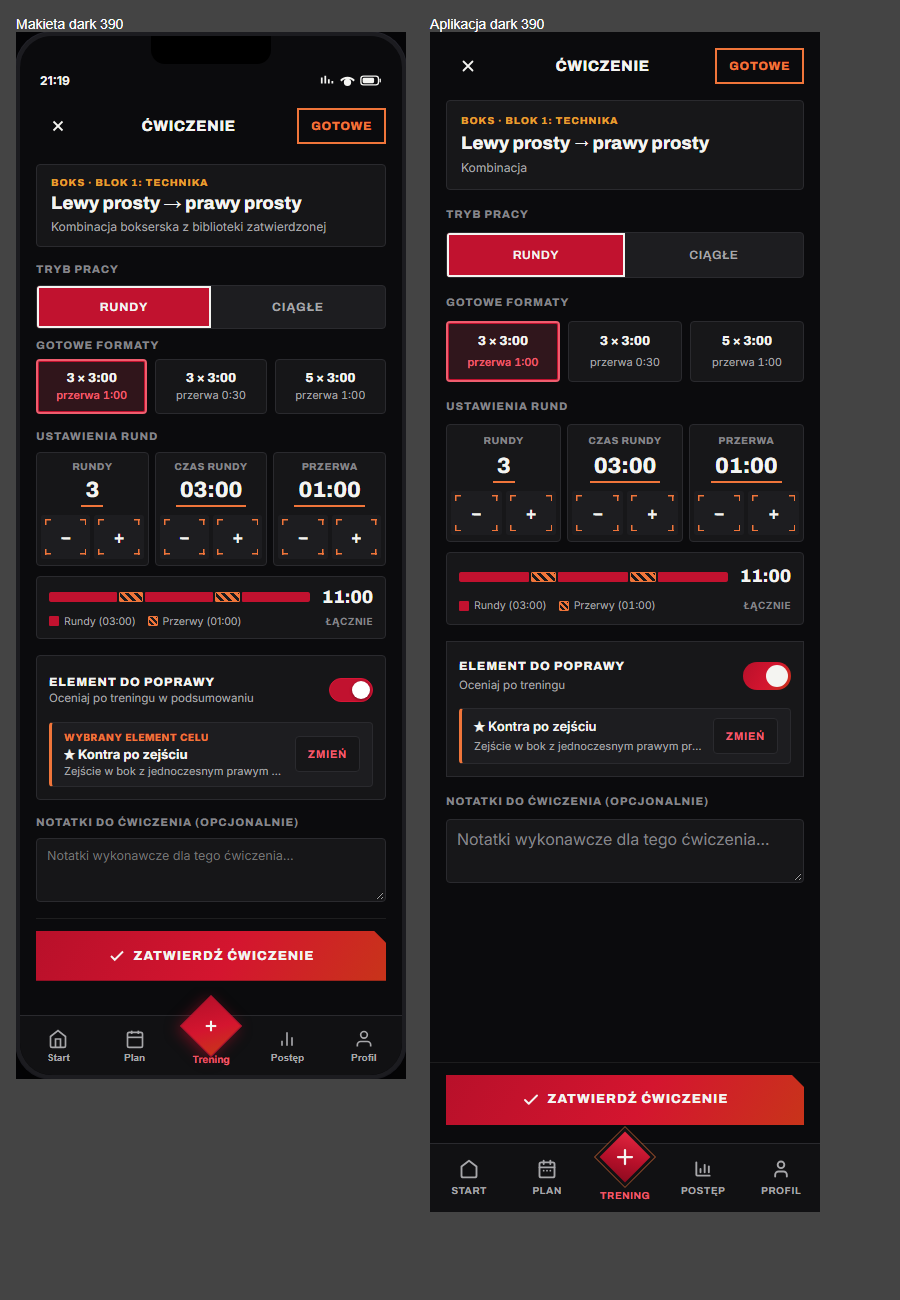 Makieta dark 390
21:19
ĆWICZENIE
GOTOWE
BOKS · BLOK 1: TECHNIKA
Lewy prosty → prawy prosty
Kombinacja bokserska z biblioteki zatwierdzonej
TRYB PRACY
RUNDY
CIĄGŁE
GOTOWE FORMATY
3 × 3:00
przerwa 1:00
3 × 3:00
przerwa 0:30
5 × 3:00
przerwa 1:00
USTAWIENIA RUND
RUNDY
3
− +
CZAS RUNDY
03:00
− +
PRZERWA
01:00
− +
11:00
Rundy (03:00)
Przerwy (01:00)
ŁĄCZNIE
ELEMENT DO POPRAWY
Oceniaj po treningu w podsumowaniu
WYBRANY ELEMENT CELU
★ Kontra po zejściu
Zejście w bok z jednoczesnym prawym ...
ZMIEŃ
NOTATKI DO ĆWICZENIA (OPCJONALNIE)
Notatki wykonawcze dla tego ćwiczenia...
ZATWIERDŹ ĆWICZENIE
Start
Plan
Trening
Postęp
Profil
Aplikacja dark 390
ĆWICZENIE
GOTOWE
BOKS · BLOK 1: TECHNIKA
Lewy prosty → prawy prosty
Kombinacja
TRYB PRACY
RUNDY
CIĄGŁE
GOTOWE FORMATY
3 × 3:00
przerwa 1:00
3 × 3:00
przerwa 0:30
5 × 3:00
przerwa 1:00
USTAWIENIA RUND
RUNDY
3
− +
CZAS RUNDY
03:00
− +
PRZERWA
01:00
− +
11:00
Rundy (03:00)
Przerwy (01:00)
ŁĄCZNIE
ELEMENT DO POPRAWY
Oceniaj po treningu
★ Kontra po zejściu
Zejście w bok z jednoczesnym prawym pr...
ZMIEŃ
NOTATKI DO ĆWICZENIA (OPCJONALNIE)
Notatki wykonawcze dla tego ćwiczenia...
ZATWIERDŹ ĆWICZENIE
START
PLAN
TRENING
POSTĘP
PROFIL